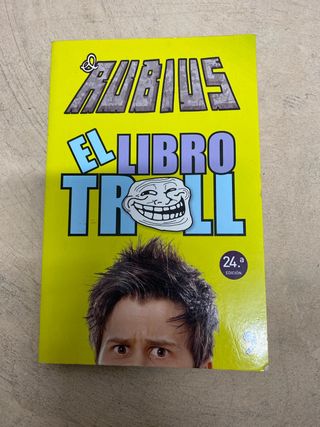 el
RUBIUS
EL LIBRO
TROLL
24.ª
EDICIÓN